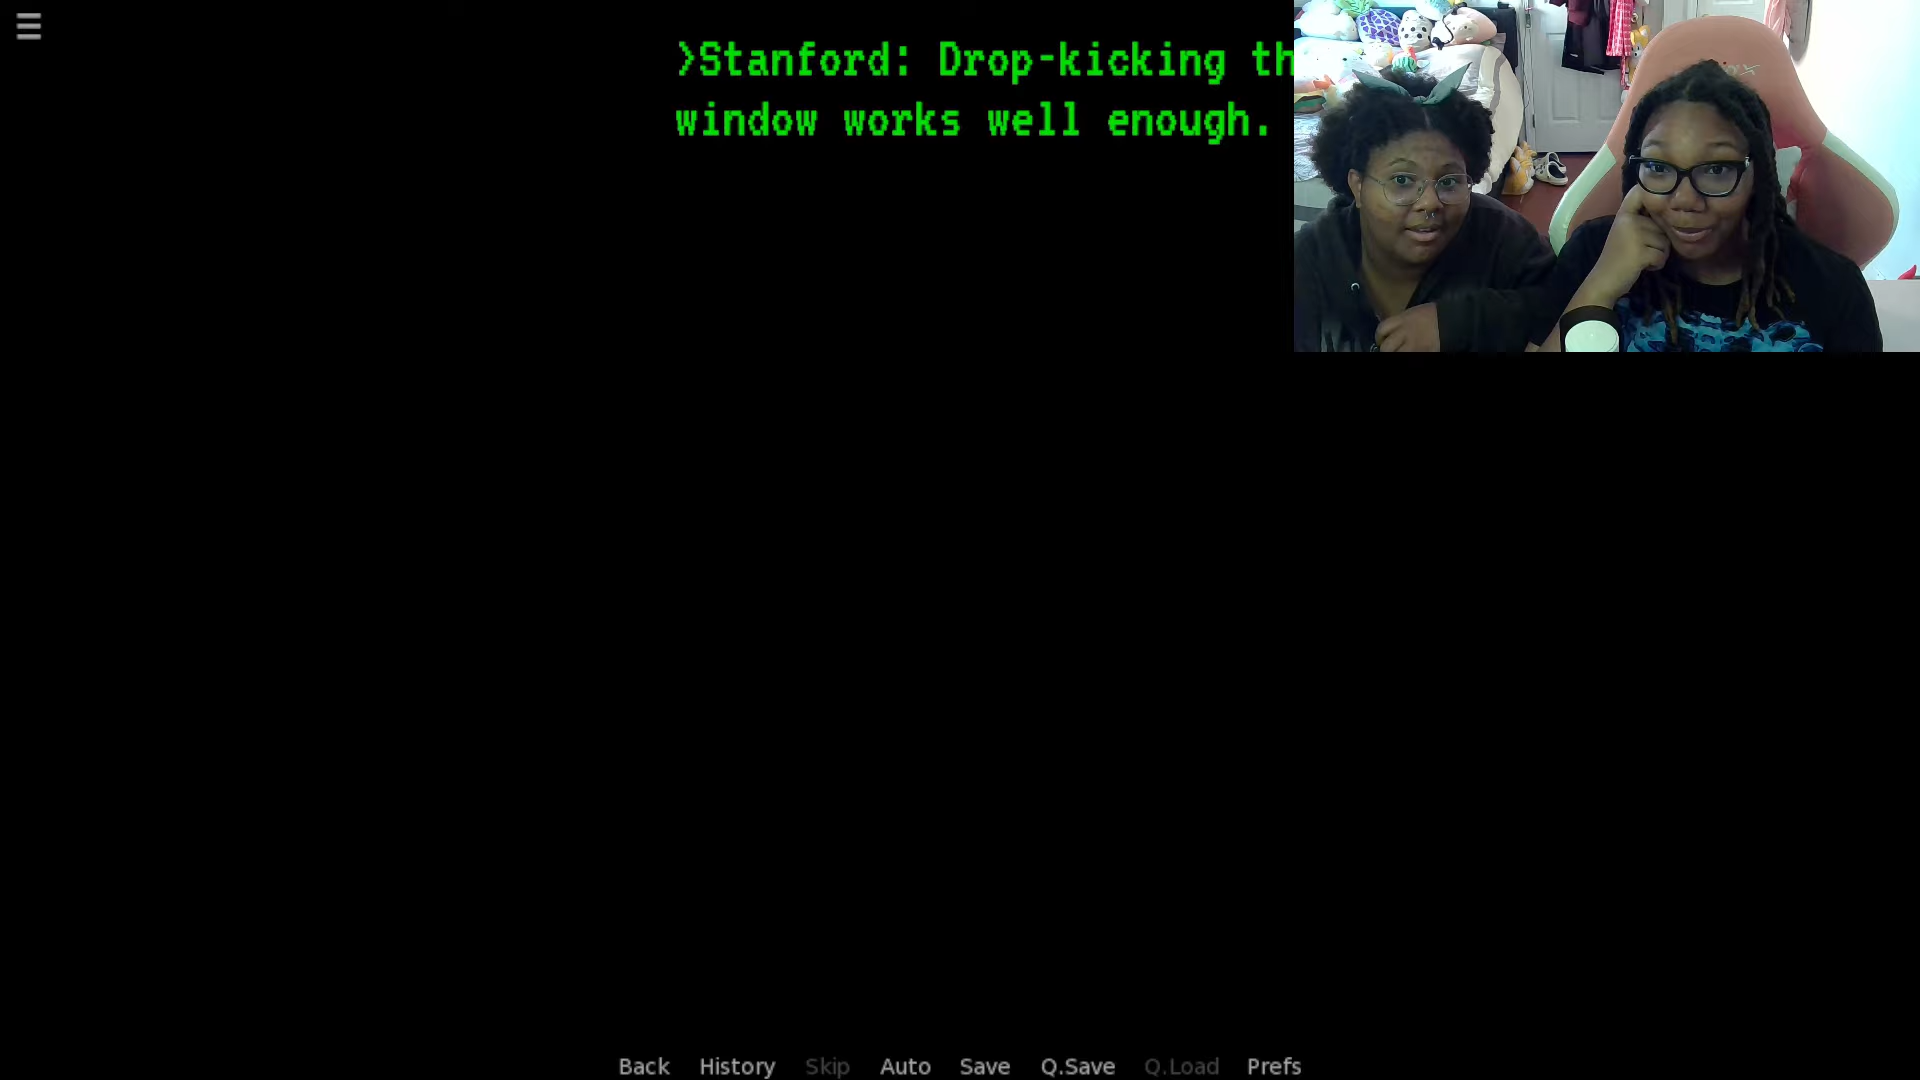 >Stanford: Drop-kicking th
window works well enough.
Back History Skip Auto Save Q.Save Q.Load Prefs